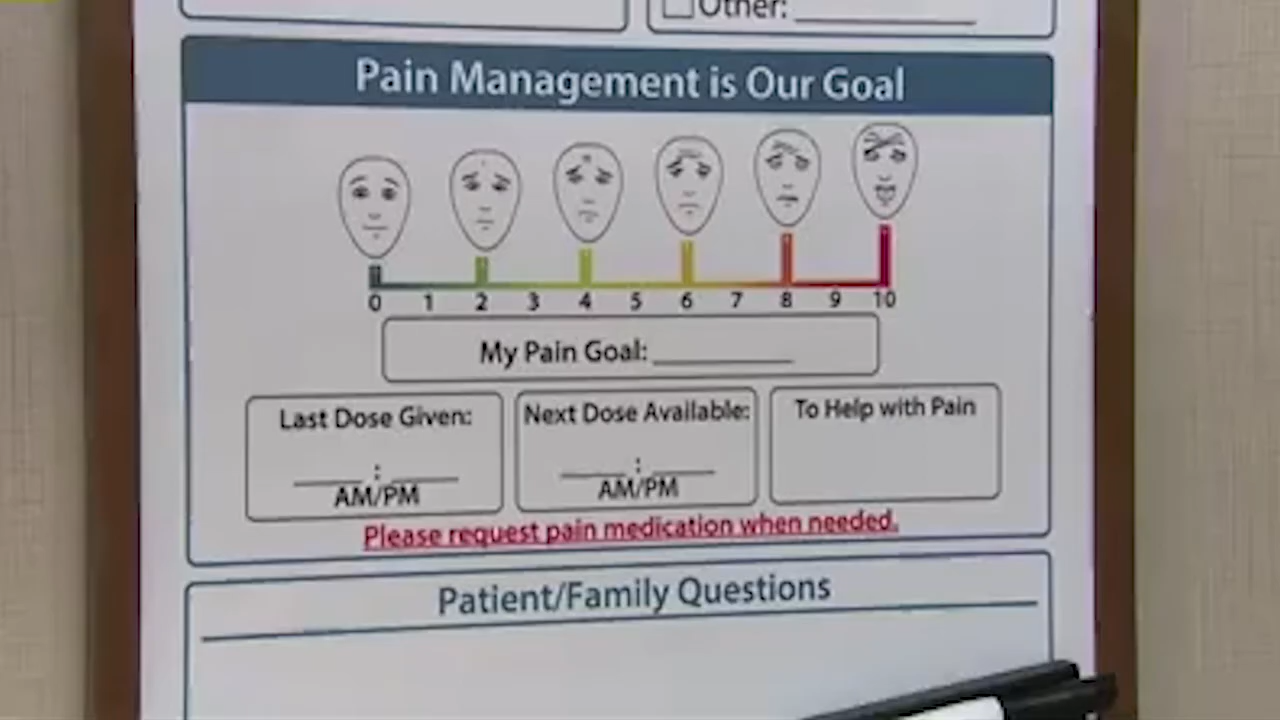 Other:
Pain Management is Our Goal
0 1 2 3 4 5 6 7 8 9 10
My Pain Goal:
Last Dose Given:
:
AM/PM
Next Dose Available:
:
AM/PM
To Help with Pain
Please request pain medication when needed.
Patient/Family Questions